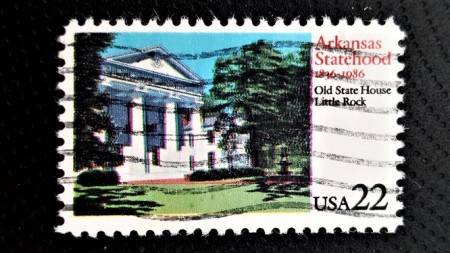 Arkansas
Statehood
1836-1986
Old State House
Little Rock
USA 22